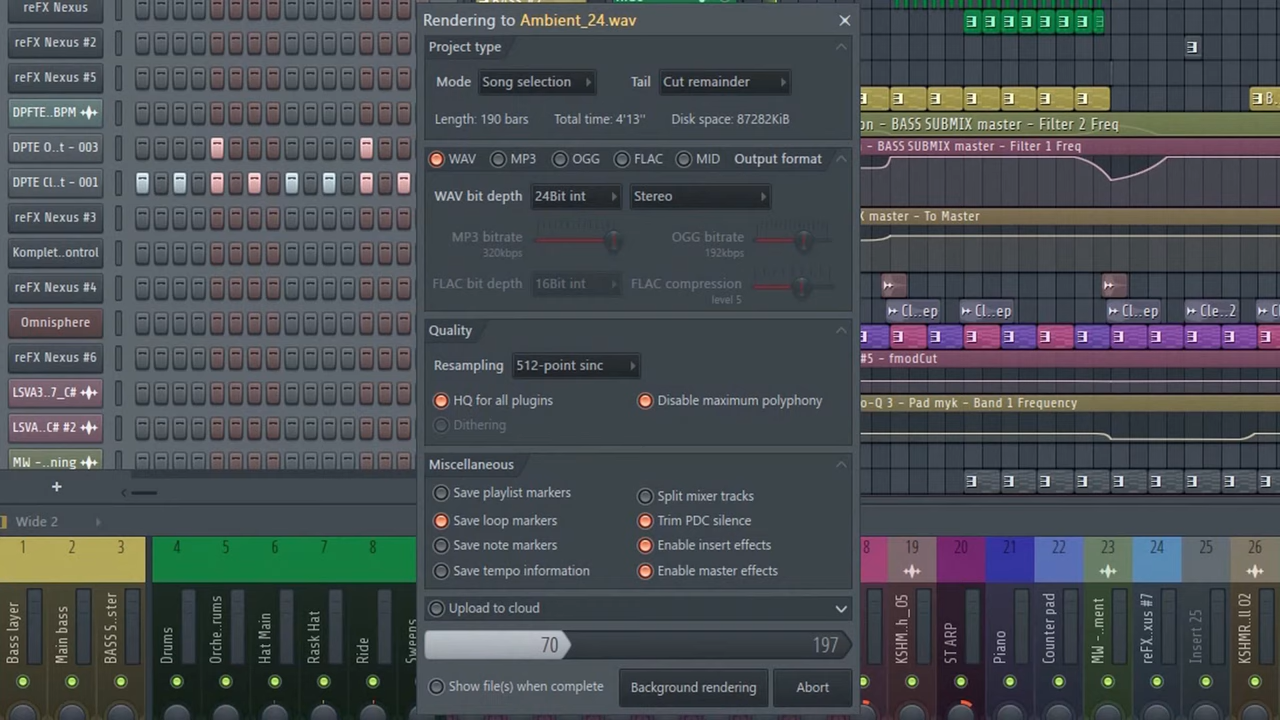 reFX Nexus
reFX Nexus #2
reFX Nexus #5
DPFTE..BPM
DPTE O..t - 003
DPTE Cl..t - 001
reFX Nexus #3
Komplet..ontrol
reFX Nexus #4
Omnisphere
reFX Nexus #6
LSVA3..7_C#
LSVA..C# #2
MW -..ning
+
Wide 2
1 2 3 4 5 6 7 8
Bass layer
Main bass
BASS S..ster
Drums
Orche..rums
Hat Main
Rask Hat
Ride
Rendering to Ambient_24.wav
Project type
Mode Song selection Tail Cut remainder
Length: 190 bars Total time: 4'13'' Disk space: 87282KiB
WAV MP3 OGG FLAC MID Output format
WAV bit depth 24Bit int Stereo
MP3 bitrate 320kbps OGG bitrate 192kbps
FLAC bit depth 16Bit int FLAC compression level 5
Quality
Resampling 512-point sinc
HQ for all plugins Disable maximum polyphony
Dithering
Miscellaneous
Save playlist markers Split mixer tracks
Save loop markers Trim PDC silence
Save note markers Enable insert effects
Save tempo information Enable master effects
Upload to cloud
70 197
Show file(s) when complete Background rendering Abort
B..
on - BASS SUBMIX master - Filter 2 Freq
- BASS SUBMIX master - Filter 1 Freq
X master - To Master
Cl..ep Cl..ep Cl..ep Cle..2 Cl
#5 - fmodCut
o-Q 3 - Pad myk - Band 1 Frequency
8 19 20 21 22 23 24 25 26
KSHM..h_05
ST ARP
Piano
Counter pad
MW -..ment
reFX..xus #7
Insert 25
KSHMR..ll 02